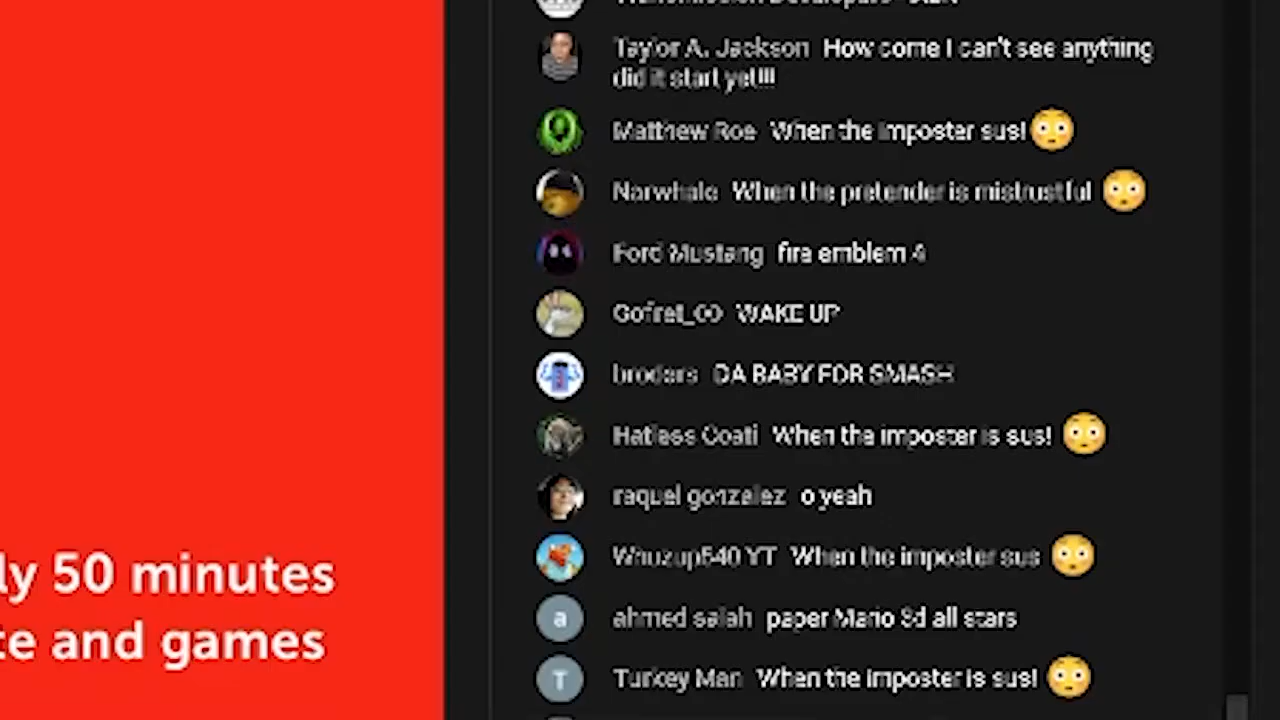 ly 50 minutes
te and games
Taylor A. Jackson How come I can't see anything
did it start yet!!!
Matthew Roe When the imposter sus! 😳
Narwhale When the pretender is mistrustful 😳
Ford Mustang fire emblem 4
Gofret_00 WAKE UP
broders DA BABY FOR SMASH
Hatless Coati When the imposter is sus! 😳
raquel gonzalez o yeah
Whuzup540 YT When the imposter sus 😳
a ahmed salah paper Mario 3d all stars
T Turkey Man When the imposter is sus! 😳